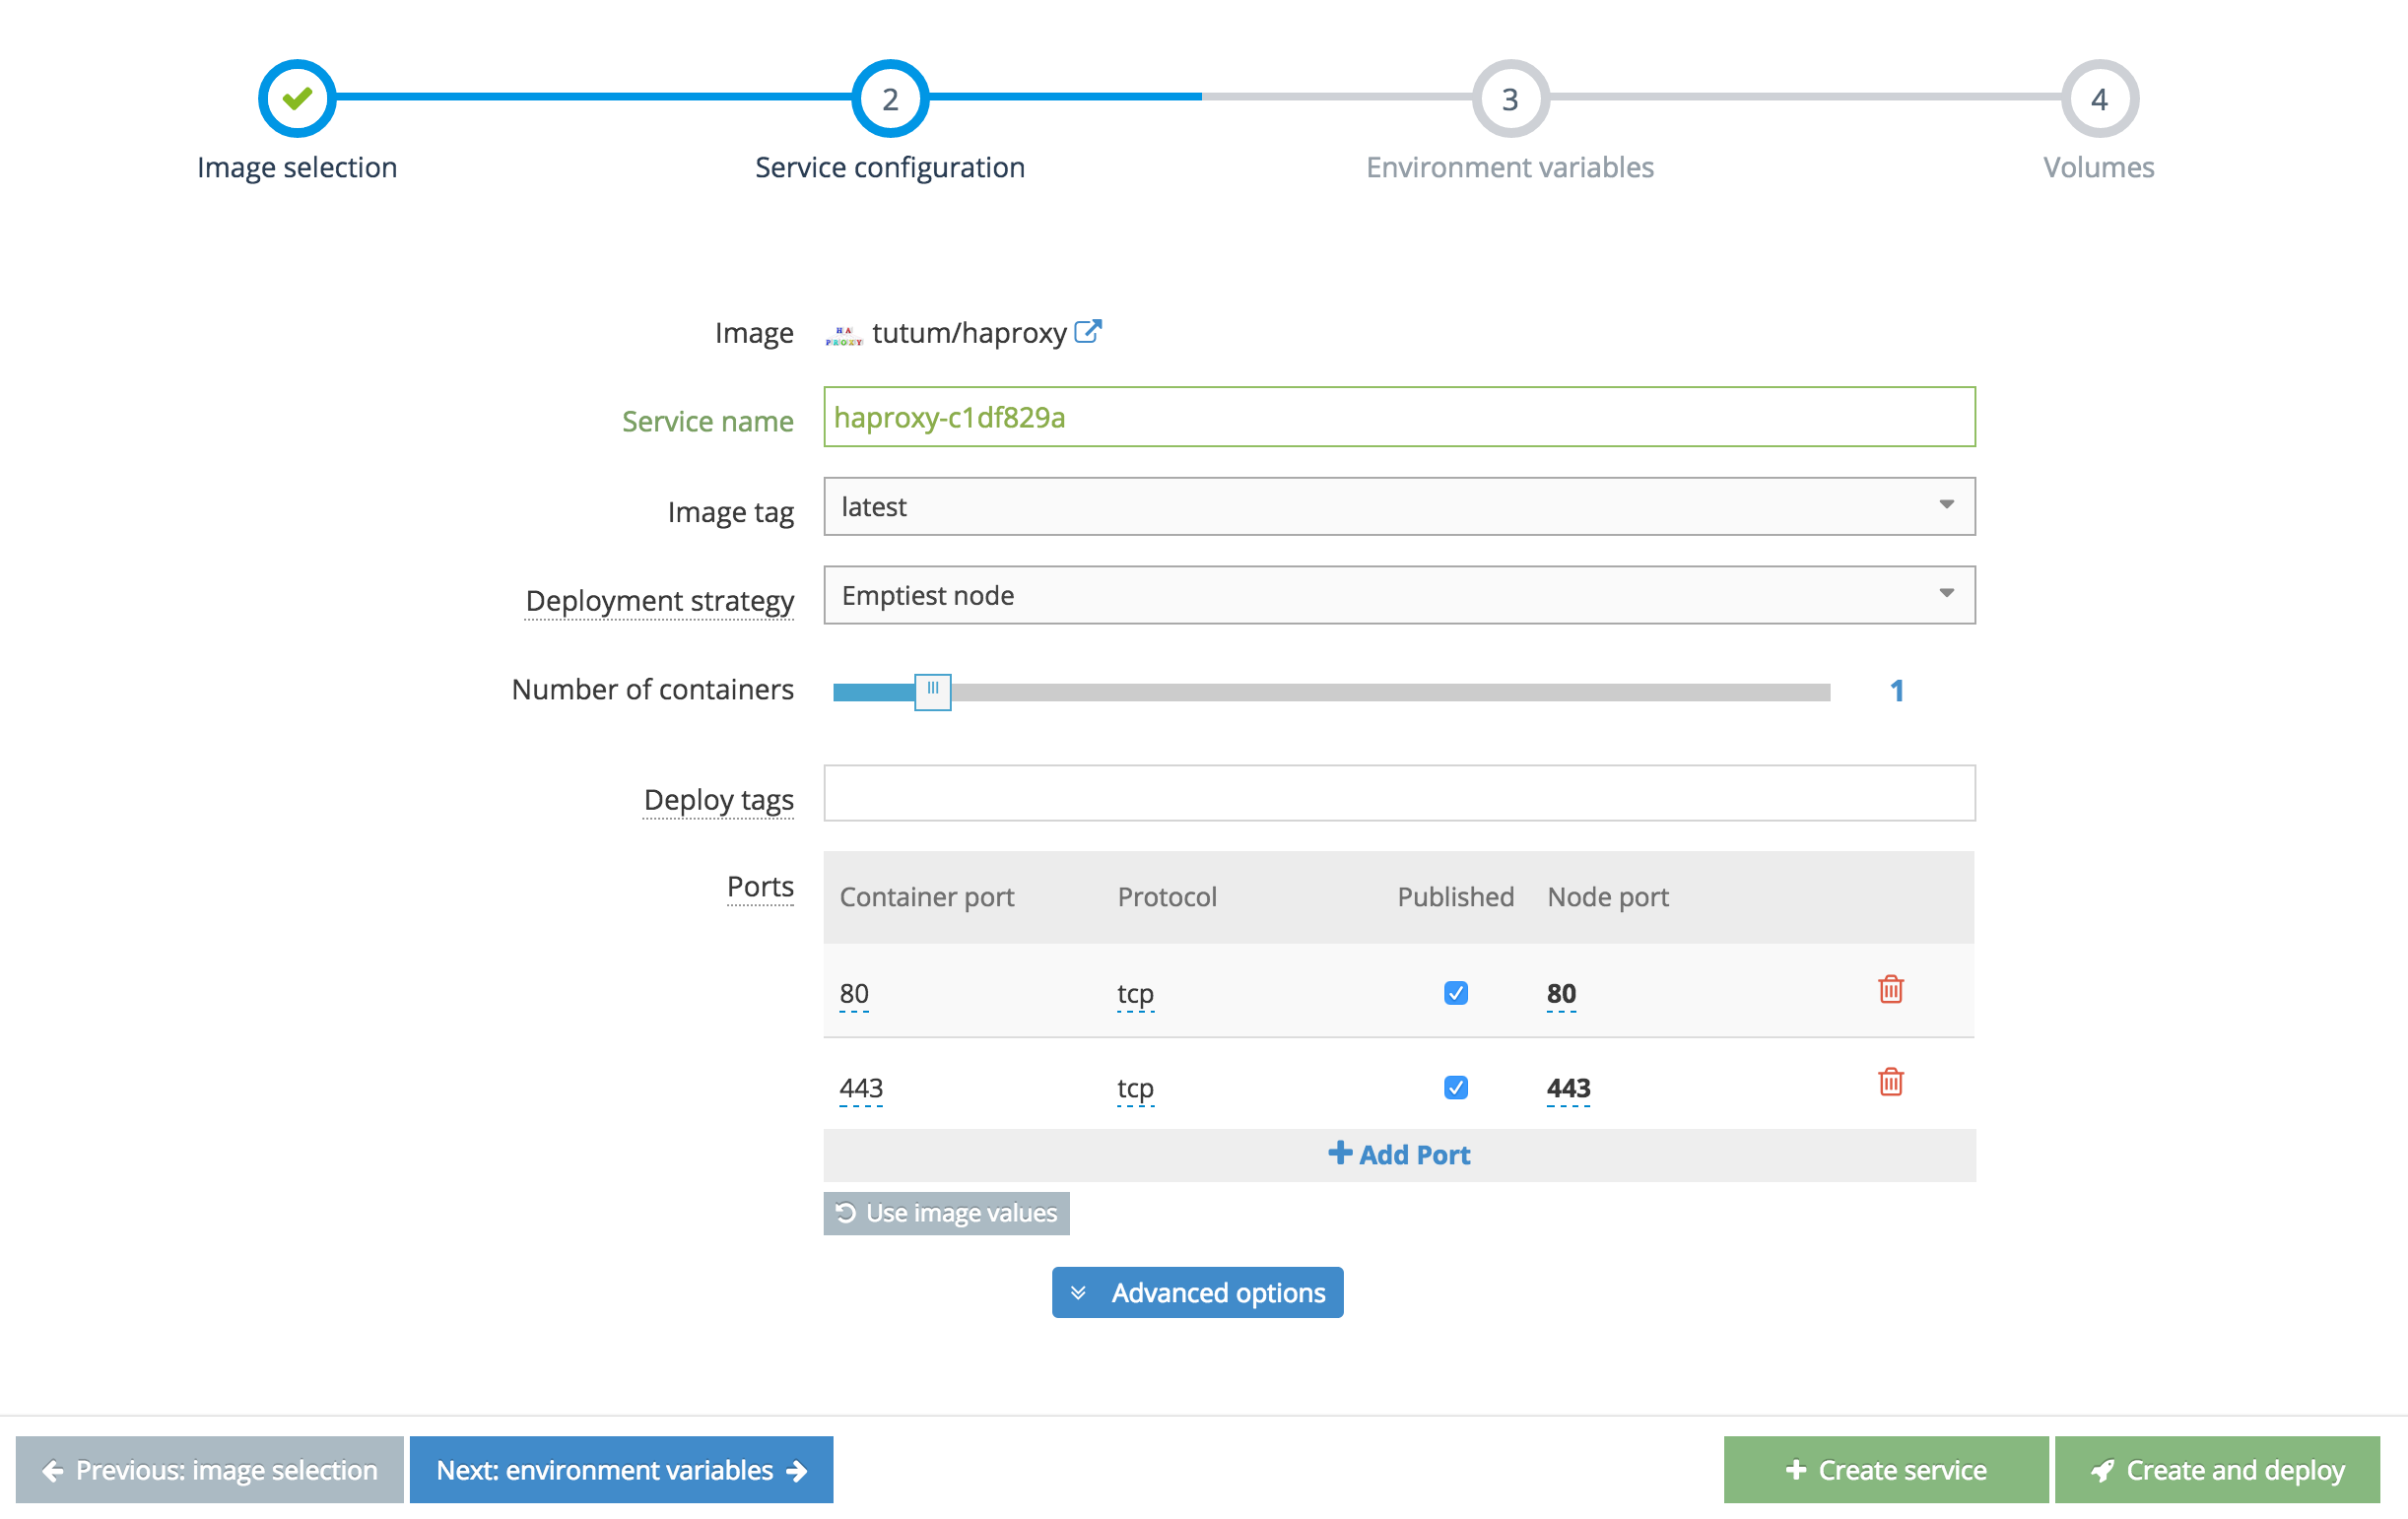 2
3
4
Image selection
Service configuration
Environment variables
Volumes
Image
HA
PROXY
tutum/haproxy
Service name
haproxy-c1df829a
Image tag
latest
Deployment strategy
Emptiest node
Number of containers
1
Deploy tags
Ports
Container port
Protocol
Published
Node port
80
tcp
80
443
tcp
443
Add Port
Use image values
Advanced options
Previous: image selection
Next: environment variables
Create service
Create and deploy